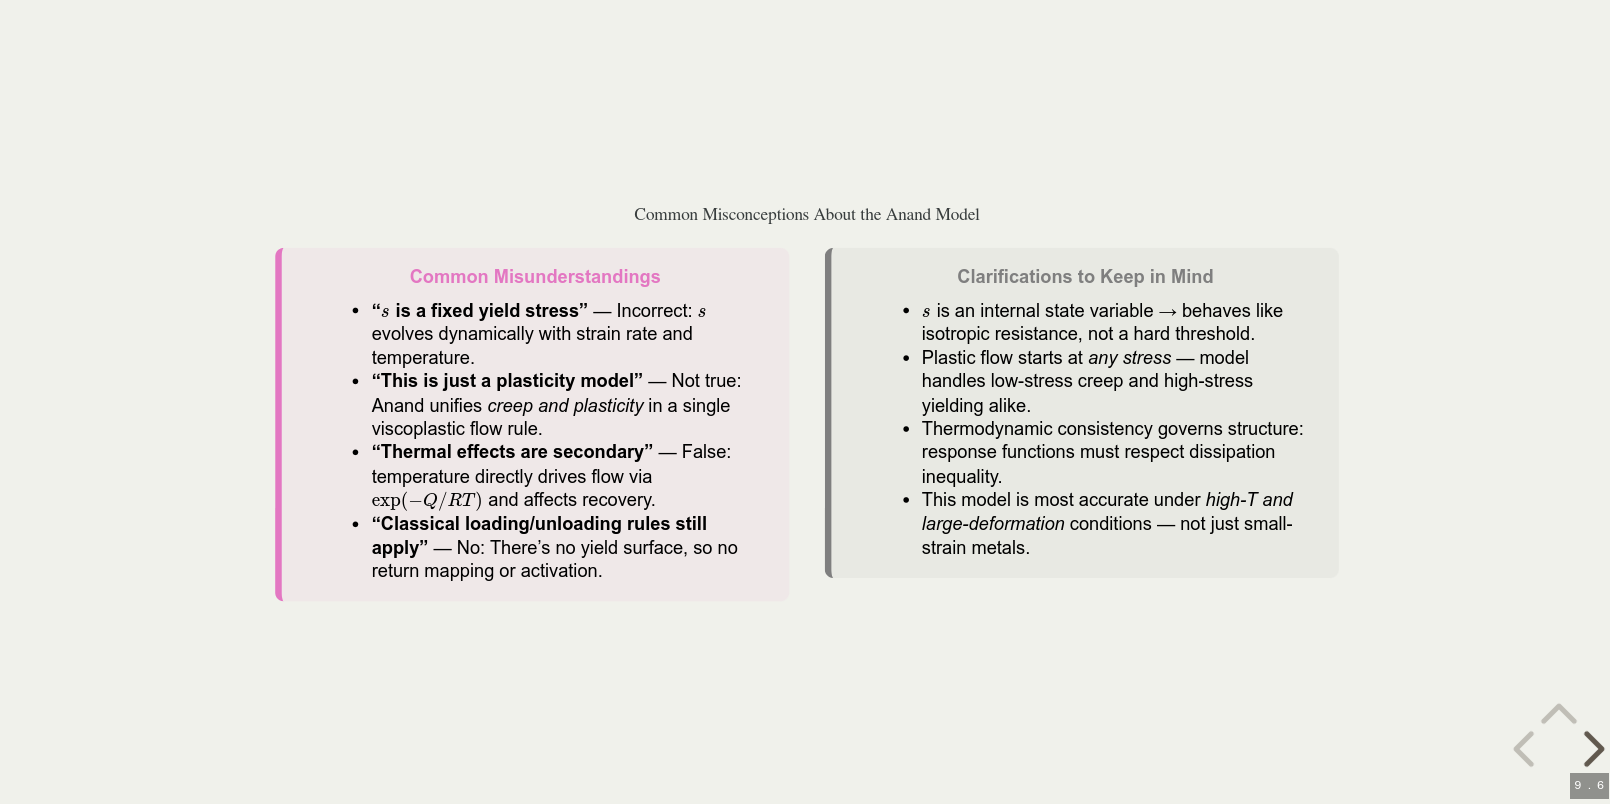 Common Misconceptions About the Anand Model
Common Misunderstandings
• “s is a fixed yield stress” — Incorrect: s
evolves dynamically with strain rate and
temperature.
• “This is just a plasticity model” — Not true:
Anand unifies creep and plasticity in a single
viscoplastic flow rule.
• “Thermal effects are secondary” — False:
temperature directly drives flow via
exp(−Q/RT) and affects recovery.
• “Classical loading/unloading rules still
apply” — No: There’s no yield surface, so no
return mapping or activation.
Clarifications to Keep in Mind
• s is an internal state variable → behaves like
isotropic resistance, not a hard threshold.
• Plastic flow starts at any stress — model
handles low-stress creep and high-stress
yielding alike.
• Thermodynamic consistency governs structure:
response functions must respect dissipation
inequality.
• This model is most accurate under high-T and
large-deformation conditions — not just small-
strain metals.
9 . 6